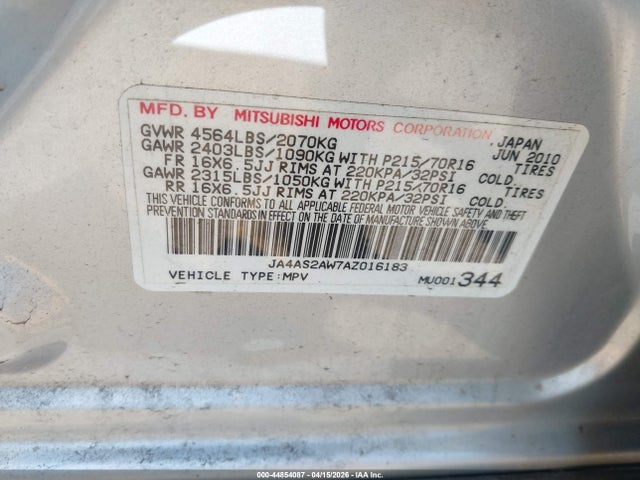 MFD. BY MITSUBISHI MOTORS CORPORATION
GVWR 4564LBS/2070KG JAPAN
GAWR 2403LBS/1090KG WITH P215/70R16 JUN 2010
FR 16X6.5JJ RIMS AT 220KPA/32PSI COLD. TIRES
GAWR 2315LBS/1050KG WITH P215/70R16 TIRES
RR 16X6.5JJ RIMS AT 220KPA/32PSI COLD.
THIS VEHICLE CONFORMS TO ALL APPLICABLE FEDERAL MOTOR VEHICLE SAFETY AND THEFT
PREVENTION STANDARDS IN EFFECT ON THE DATE OF MANUFACTURE SHOWN ABOVE.
JA4AS2AW7AZ016183
VEHICLE TYPE: MPV MU001344
000-44854087 - 04/15/2026 - IAA Inc.